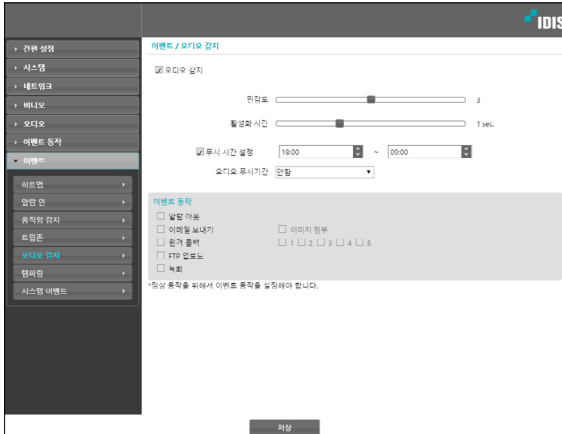 IDIS
간편 설정
시스템
네트워크
비디오
오디오
이벤트 동작
이벤트
히트맵
알람 인
움직임 감지
트립존
오디오 감지
탬퍼링
시스템 이벤트
이벤트 / 오디오 감지
오디오 감지
민감도 3
활성화 시간 1 sec.
무시 시간 설정 18:00 ~ 09:00
오디오 무시기간 안함
이벤트 동작
알람 아웃
이메일 보내기 이미지 첨부
원격 콜백 1 2 3 4 5
FTP 업로드
녹화
*정상 동작을 위해서 이벤트 동작을 설정해야 합니다.
저장